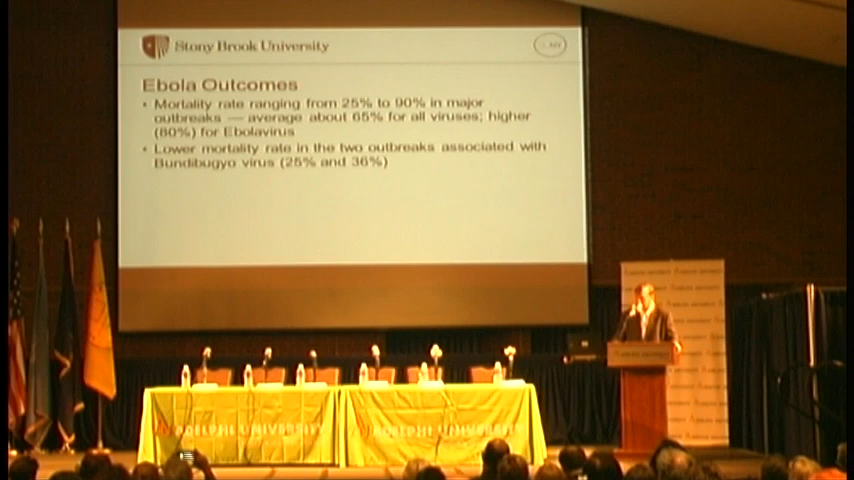 Stony Brook University
Ebola Outcomes
• Mortality rate ranging from 25% to 90% in major
outbreaks — average about 65% for all viruses; higher
(80%) for Ebolavirus
• Lower mortality rate in the two outbreaks associated with
Bundibugyo virus (25% and 36%)
ADELPHI UNIVERSITY
ADELPHI UNIVERSITY